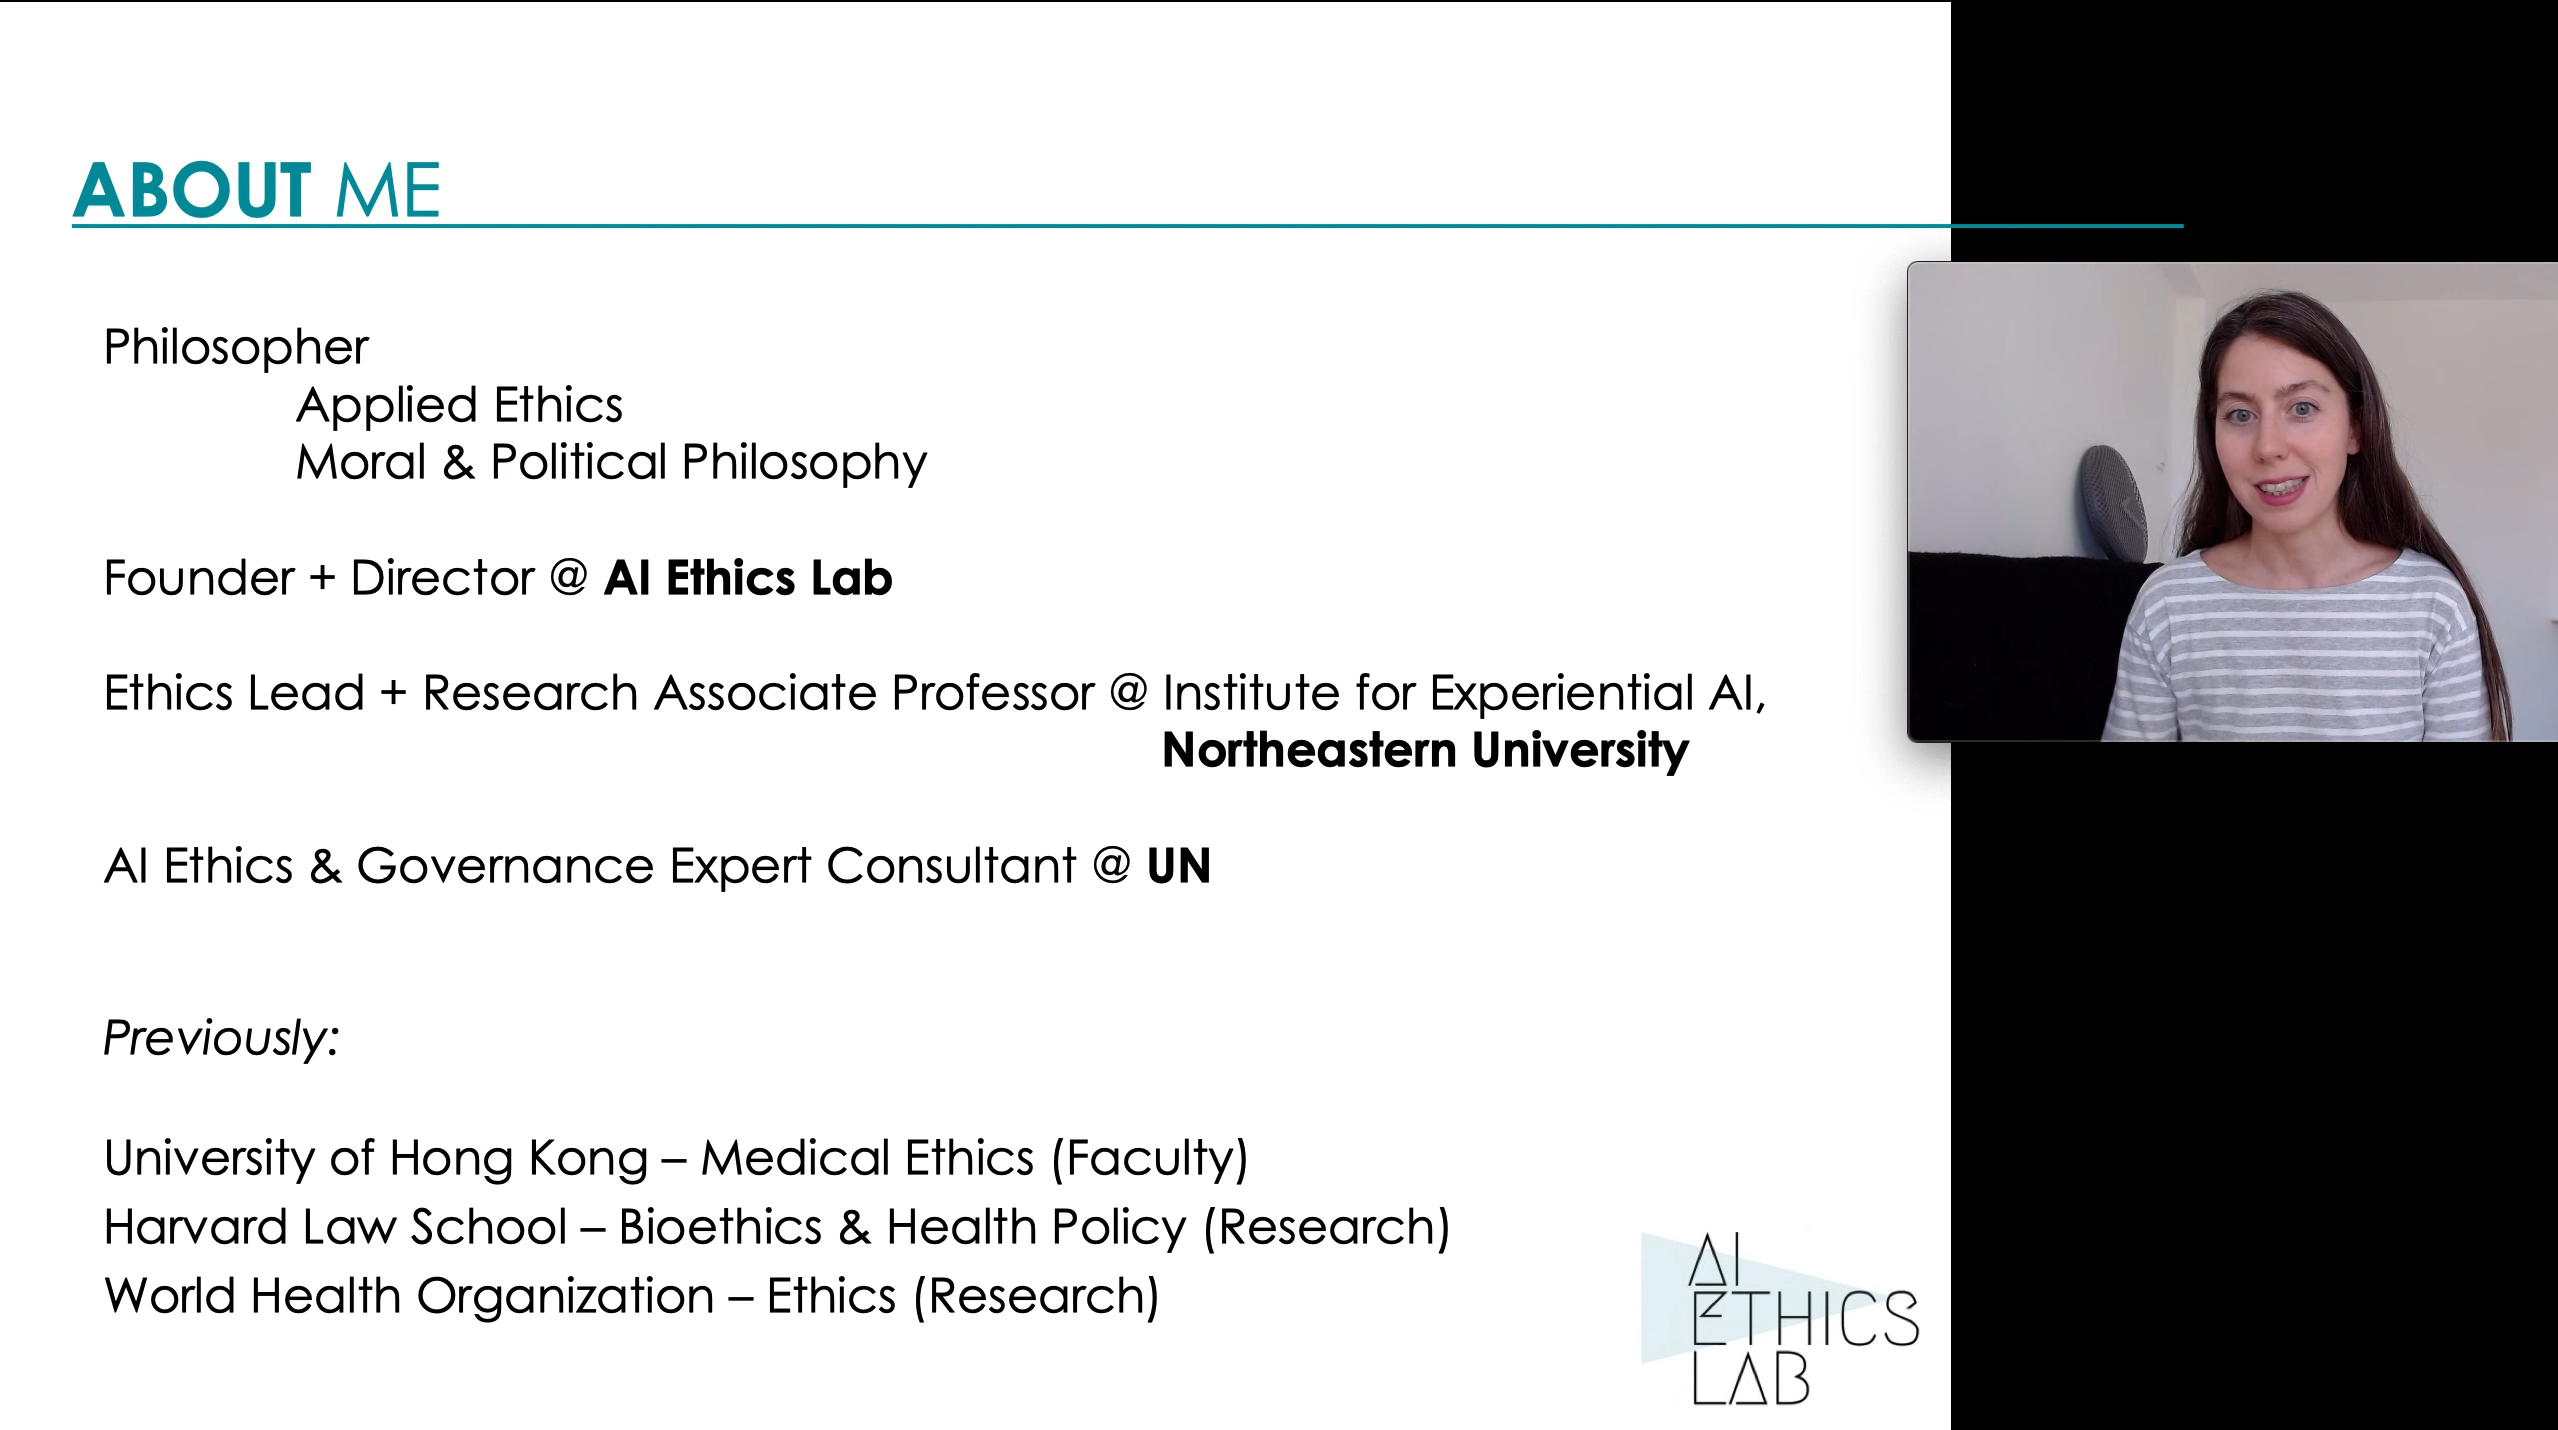 ABOUT ME
Philosopher
Applied Ethics
Moral & Political Philosophy
Founder + Director @ AI Ethics Lab
Ethics Lead + Research Associate Professor @ Institute for Experiential AI,
Northeastern University
AI Ethics & Governance Expert Consultant @ UN
Previously:
University of Hong Kong – Medical Ethics (Faculty)
Harvard Law School – Bioethics & Health Policy (Research)
World Health Organization – Ethics (Research)
AI
ETHICS
LAB